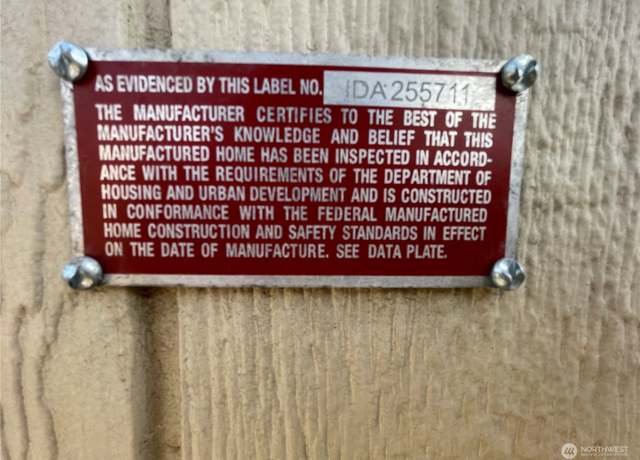 AS EVIDENCED BY THIS LABEL NO. IDA 255711
THE MANUFACTURER CERTIFIES TO THE BEST OF THE
MANUFACTURER'S KNOWLEDGE AND BELIEF THAT THIS
MANUFACTURED HOME HAS BEEN INSPECTED IN ACCORD-
ANCE WITH THE REQUIREMENTS OF THE DEPARTMENT OF
HOUSING AND URBAN DEVELOPMENT AND IS CONSTRUCTED
IN CONFORMANCE WITH THE FEDERAL MANUFACTURED
HOME CONSTRUCTION AND SAFETY STANDARDS IN EFFECT
ON THE DATE OF MANUFACTURE. SEE DATA PLATE.
NORTHWEST